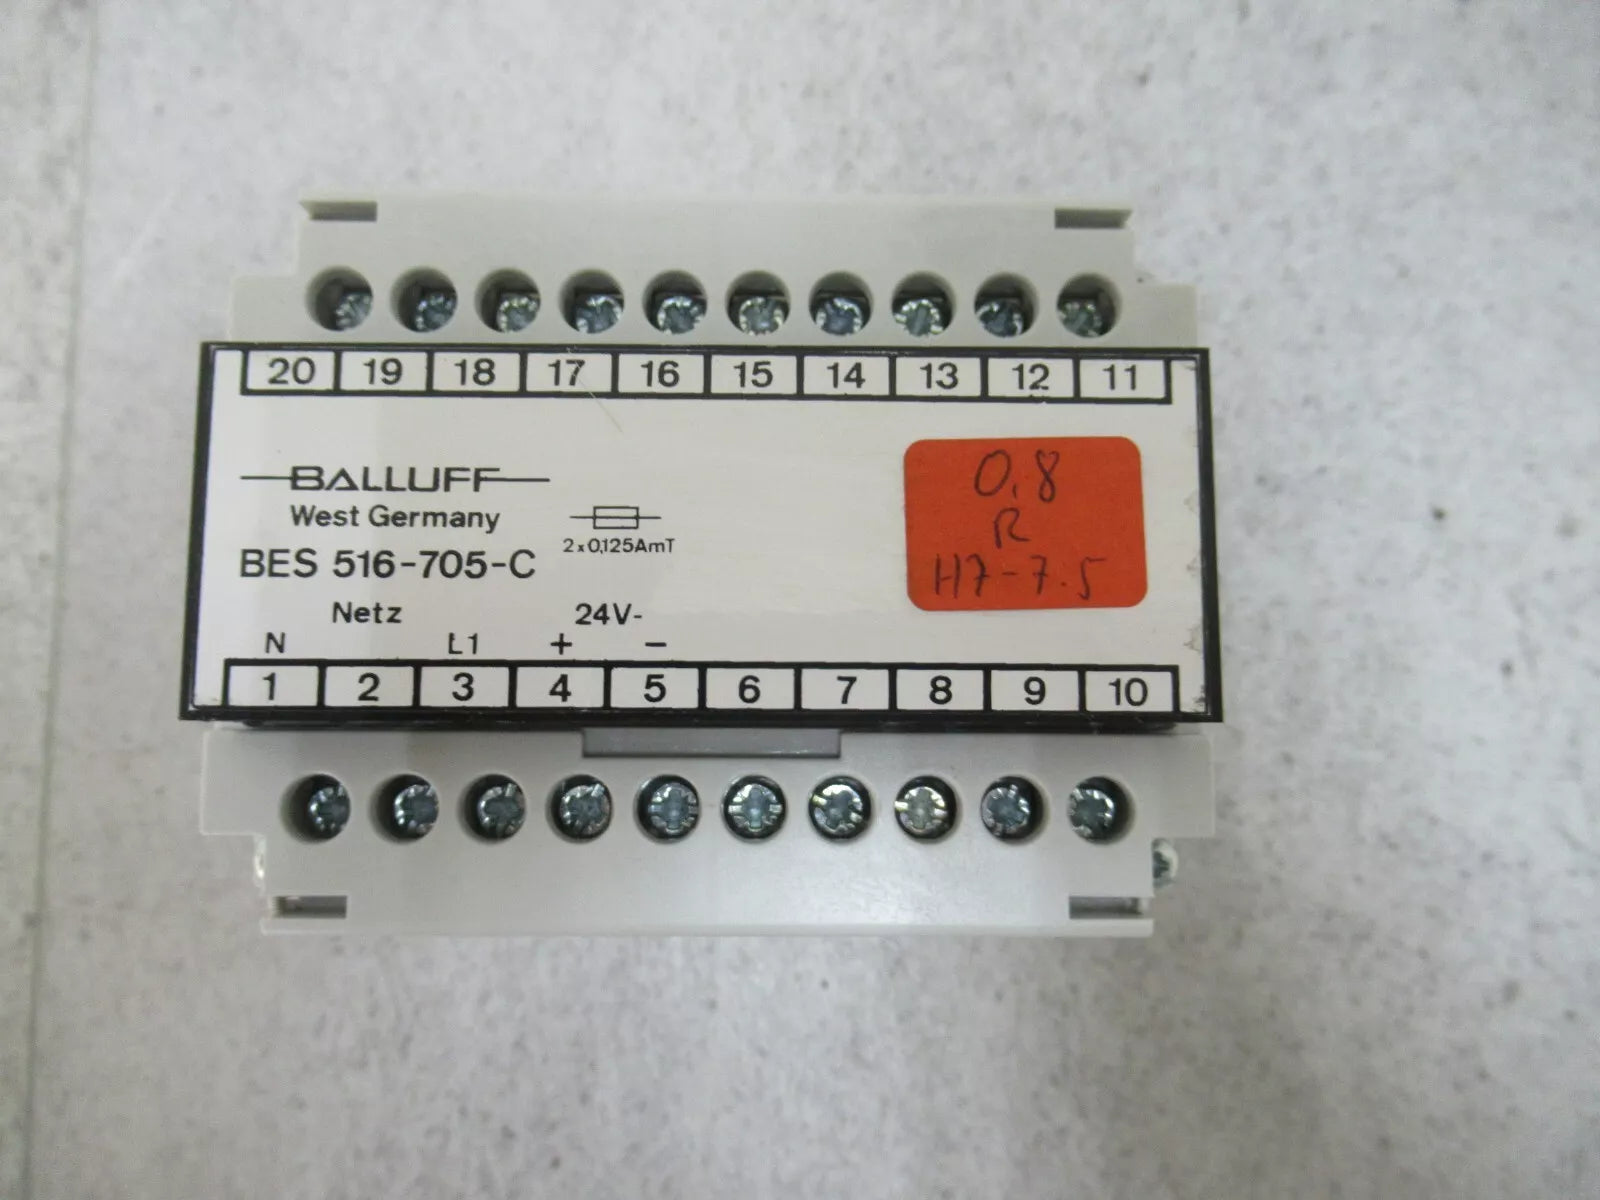 20 19 18 17 16 15 14 13 12 11
BALLUFF
West Germany
2x0,125AmT
BES 516-705-C
0,8
R
H7-7.5
Netz 24V-
N L1 + −
1 2 3 4 5 6 7 8 9 10